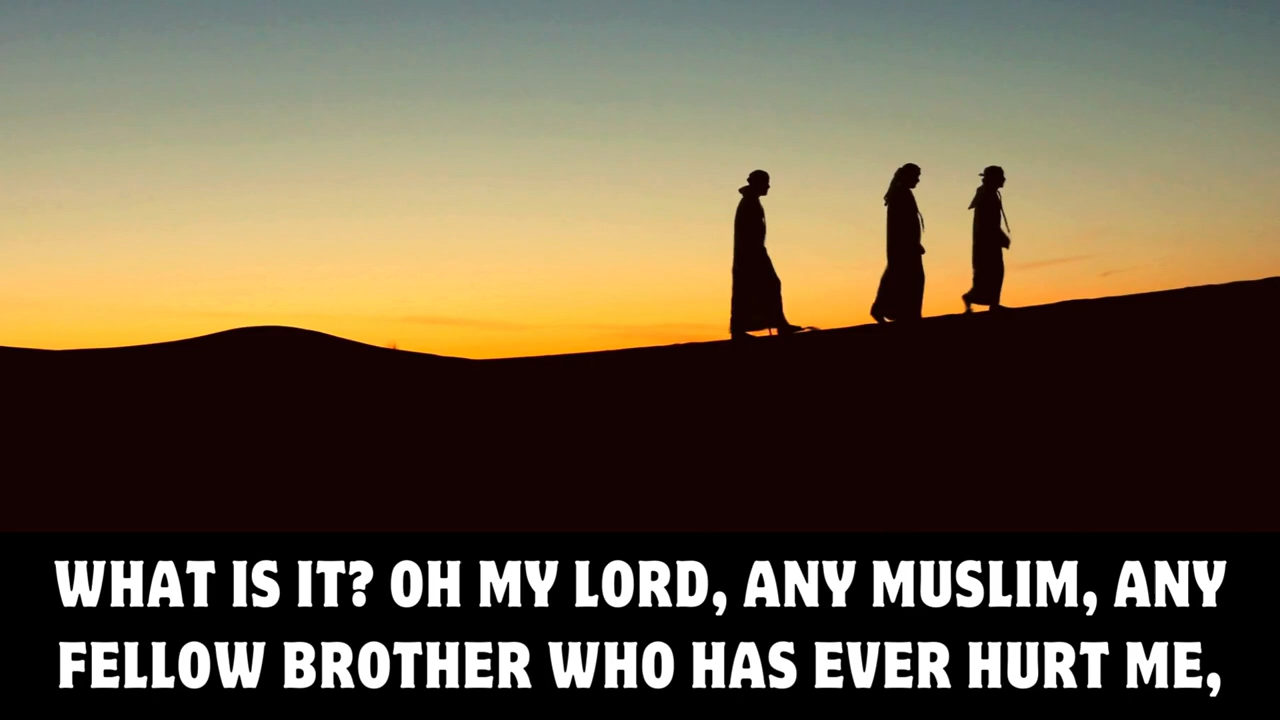 WHAT IS IT? OH MY LORD, ANY MUSLIM, ANY
FELLOW BROTHER WHO HAS EVER HURT ME,